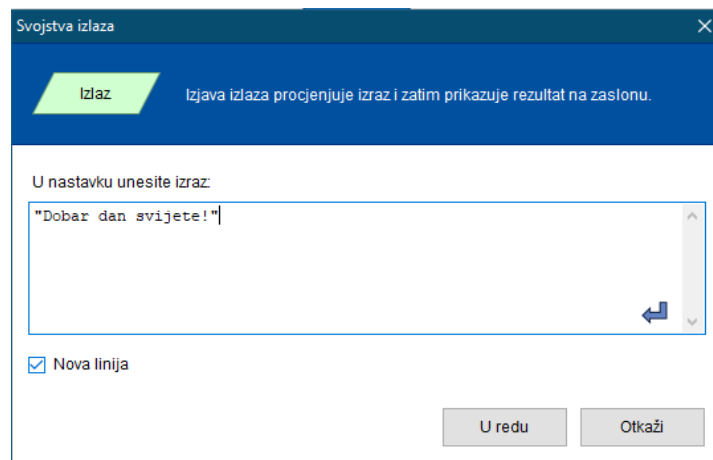 Svojstva izlaza
Izlaz
Izjava izlaza procjenjuje izraz i zatim prikazuje rezultat na zaslonu.
U nastavku unesite izraz:
"Dobar dan svijete!"
Nova linija
U redu
Otkaži